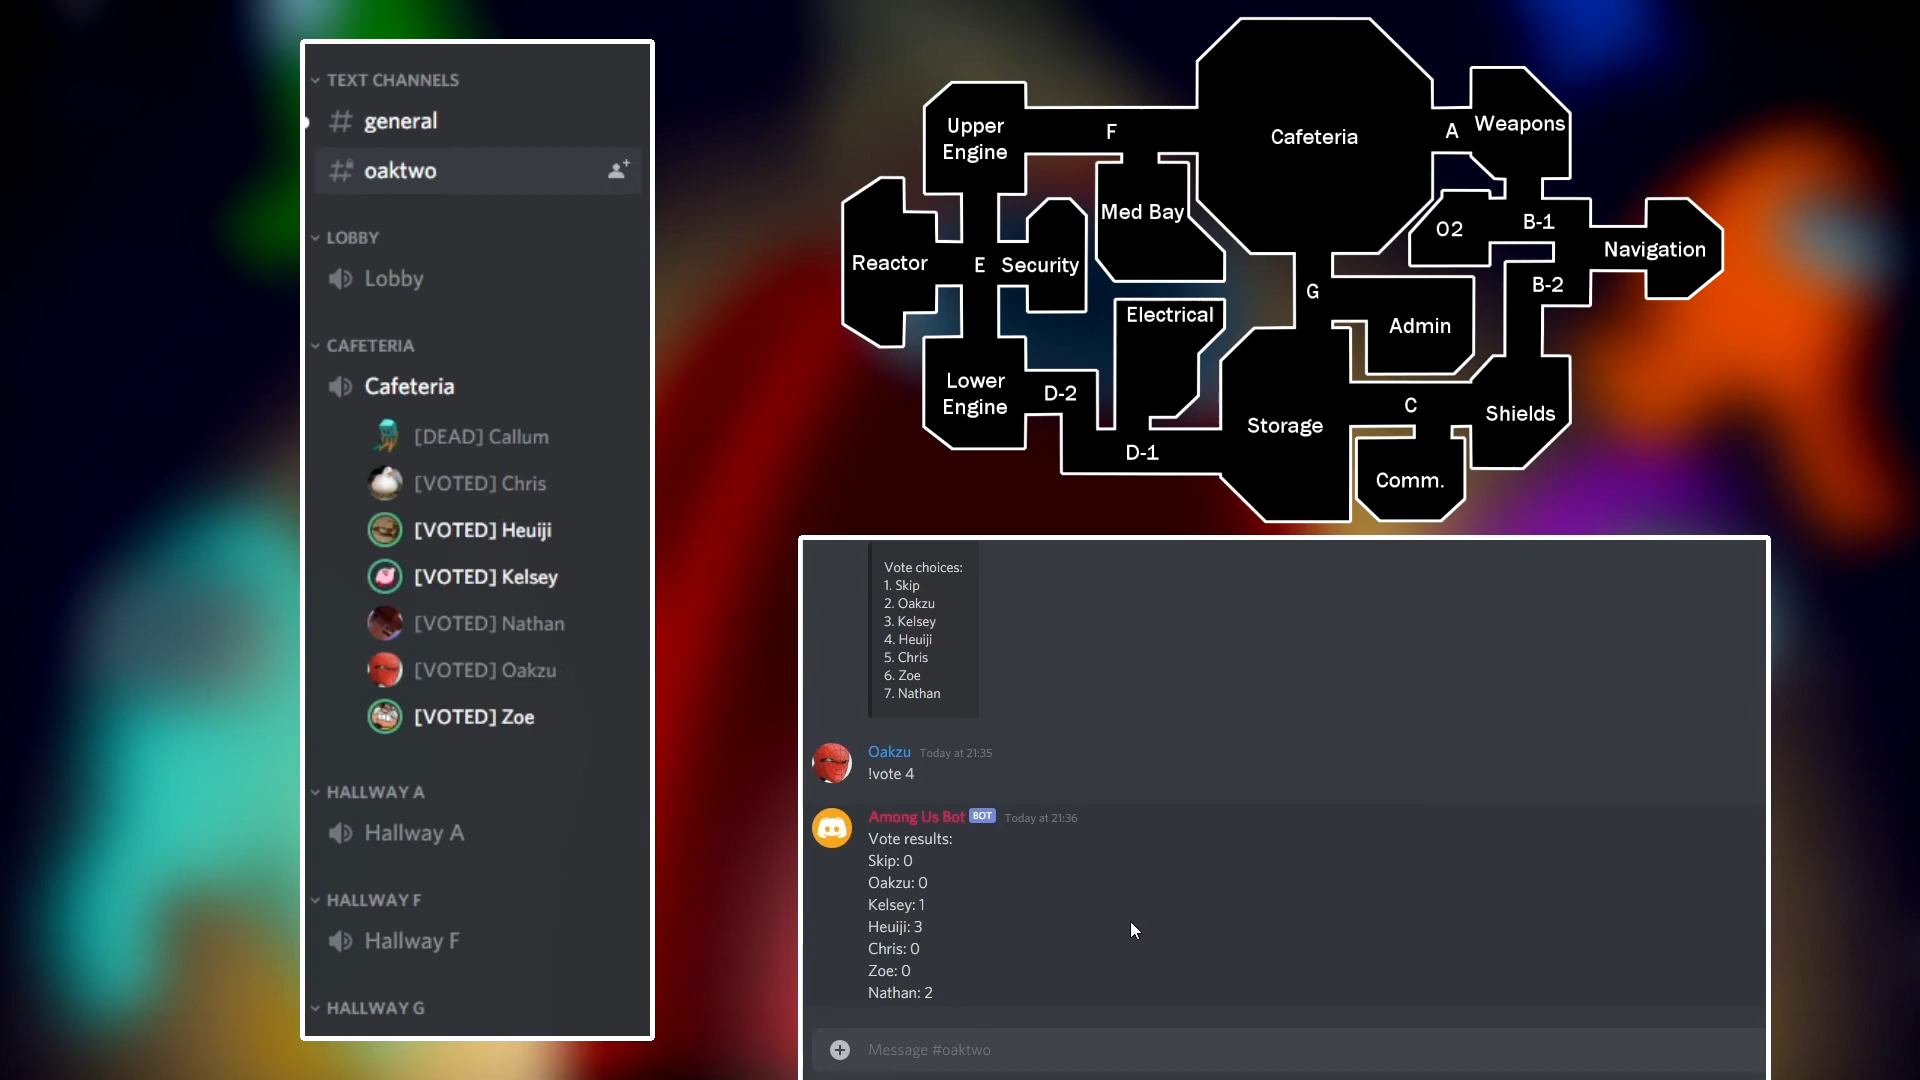 TEXT CHANNELS
general
oaktwo
LOBBY
Lobby
CAFETERIA
Cafeteria
[DEAD] Callum
[VOTED] Chris
[VOTED] Heuiji
[VOTED] Kelsey
[VOTED] Nathan
[VOTED] Oakzu
[VOTED] Zoe
HALLWAY A
Hallway A
HALLWAY F
Hallway F
HALLWAY G
Upper
Engine
F
Cafeteria
A
Weapons
Med Bay
O2
B-1
Reactor
E
Security
Navigation
G
B-2
Electrical
Admin
Lower
Engine
D-2
C
Shields
Storage
D-1
Comm.
Vote choices:
1. Skip
2. Oakzu
3. Kelsey
4. Heuiji
5. Chris
6. Zoe
7. Nathan
Oakzu Today at 21:35
!vote 4
Among Us Bot BOT Today at 21:36
Vote results:
Skip: 0
Oakzu: 0
Kelsey: 1
Heuiji: 3
Chris: 0
Zoe: 0
Nathan: 2
Message #oaktwo